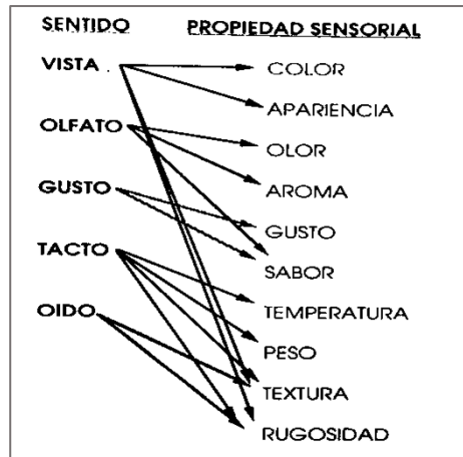 SENTIDO PROPIEDAD SENSORIAL
VISTA
COLOR
APARIENCIA
OLFATO
OLOR
AROMA
GUSTO
GUSTO
SABOR
TACTO
TEMPERATURA
OIDO
PESO
TEXTURA
RUGOSIDAD